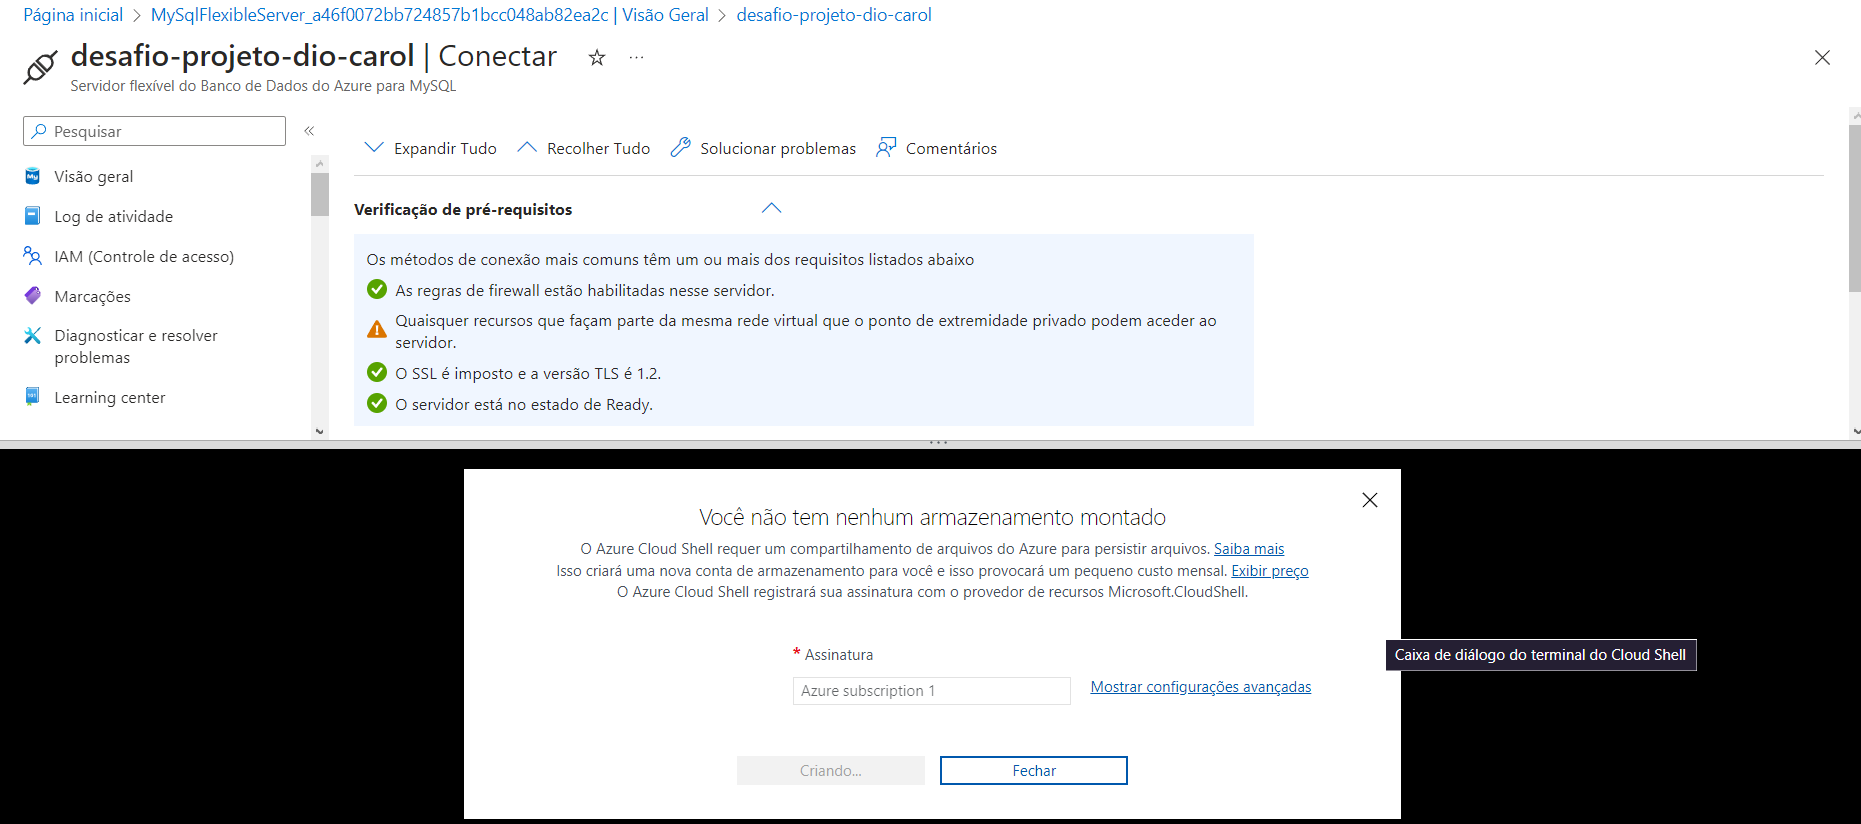 Página inicial > MySqlFlexibleServer_a46f0072bb724857b1bcc048ab82ea2c | Visão Geral > desafio-projeto-dio-carol
desafio-projeto-dio-carol | Conectar
Servidor flexível do Banco de Dados do Azure para MySQL
Pesquisar
Visão geral
Log de atividade
IAM (Controle de acesso)
Marcações
Diagnosticar e resolver
problemas
Learning center
Expandir Tudo
Recolher Tudo
Solucionar problemas
Comentários
Verificação de pré-requisitos
Os métodos de conexão mais comuns têm um ou mais dos requisitos listados abaixo
As regras de firewall estão habilitadas nesse servidor.
Quaisquer recursos que façam parte da mesma rede virtual que o ponto de extremidade privado podem aceder ao
servidor.
O SSL é imposto e a versão TLS é 1.2.
O servidor está no estado de Ready.
Você não tem nenhum armazenamento montado
O Azure Cloud Shell requer um compartilhamento de arquivos do Azure para persistir arquivos. Saiba mais
Isso criará uma nova conta de armazenamento para você e isso provocará um pequeno custo mensal. Exibir preço
O Azure Cloud Shell registrará sua assinatura com o provedor de recursos Microsoft.CloudShell.
* Assinatura
Azure subscription 1
Mostrar configurações avançadas
Caixa de diálogo do terminal do Cloud Shell
Criando...
Fechar